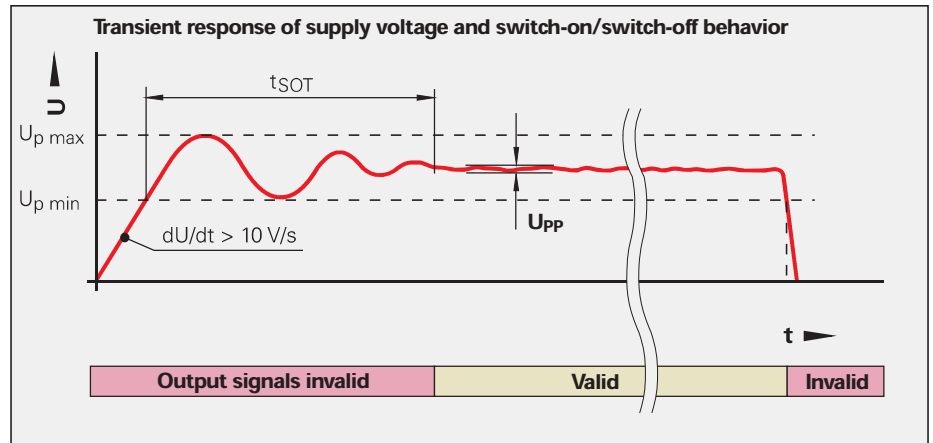 Transient response of supply voltage and switch-on/switch-off behavior
U
tSOT
Up max
Up min
UPP
dU/dt > 10 V/s
t
Output signals invalid
Valid
Invalid